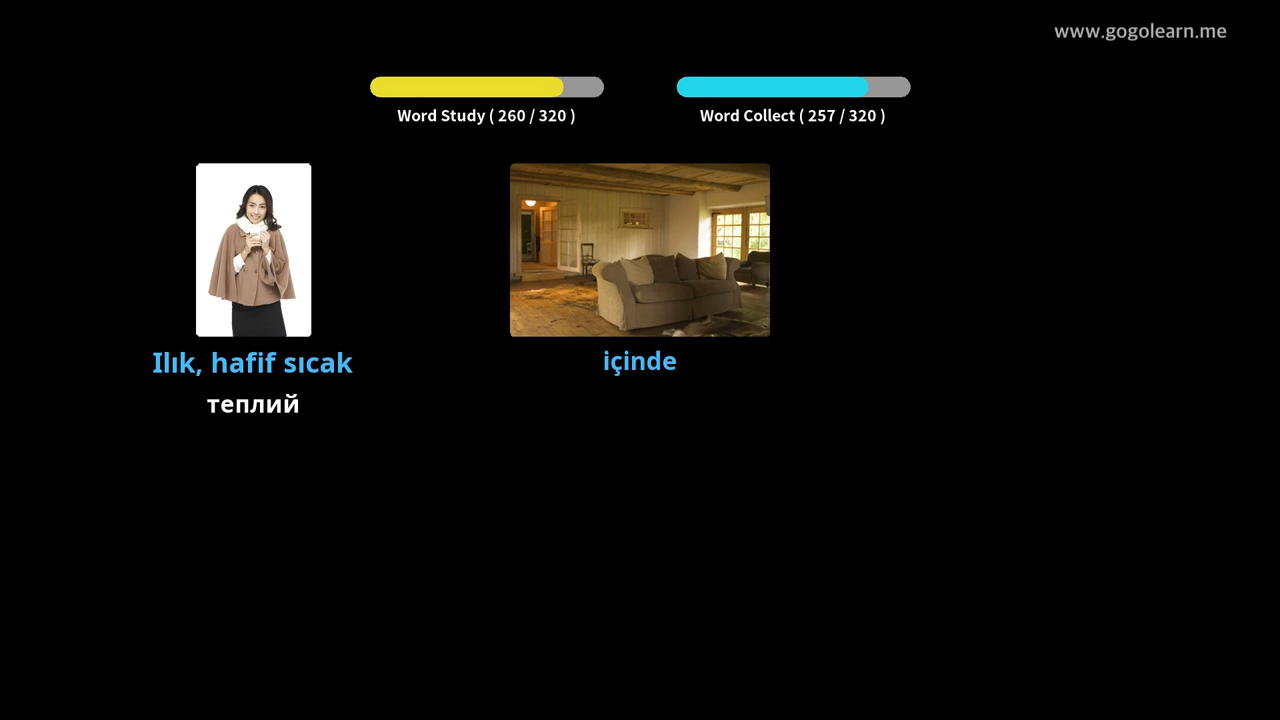 www.gogolearn.me
Word Study ( 260 / 320 )
Word Collect ( 257 / 320 )
Ilık, hafif sıcak
теплий
içinde